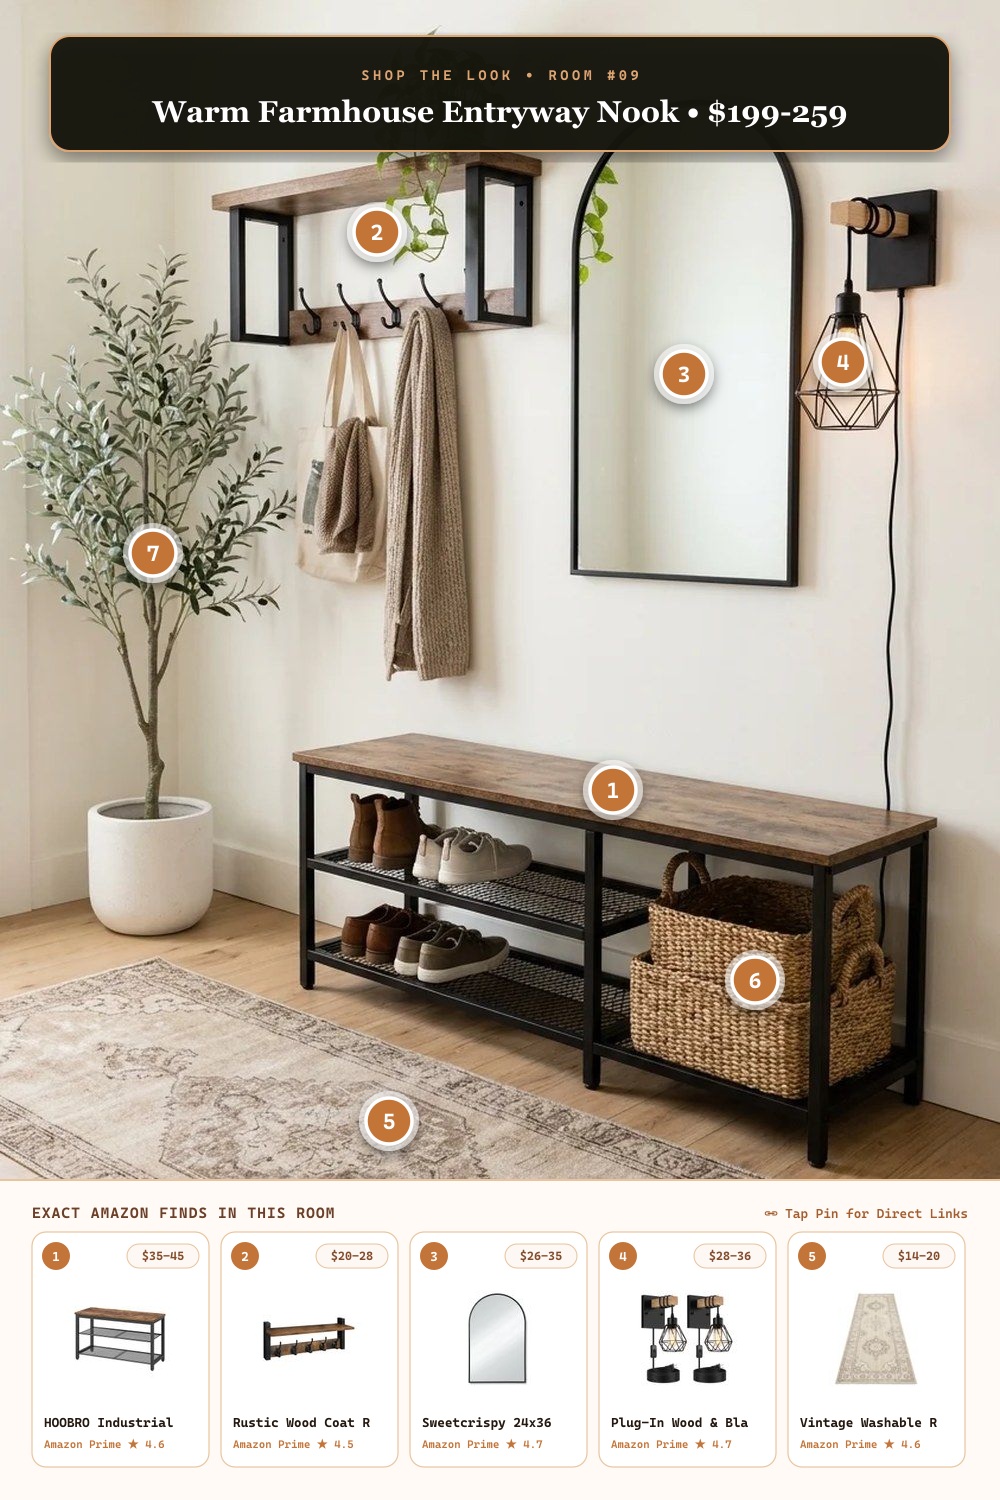 SHOP THE LOOK • ROOM #09
Warm Farmhouse Entryway Nook • $199-259
2
3
4
7
1
6
5
EXACT AMAZON FINDS IN THIS ROOM
Tap Pin for Direct Links
1
$35–45
HOOBRO Industrial
Amazon Prime ★ 4.6
2
$20–28
Rustic Wood Coat R
Amazon Prime ★ 4.5
3
$26–35
Sweetcrispy 24x36
Amazon Prime ★ 4.7
4
$28–36
Plug-In Wood & Bla
Amazon Prime ★ 4.7
5
$14–20
Vintage Washable R
Amazon Prime ★ 4.6